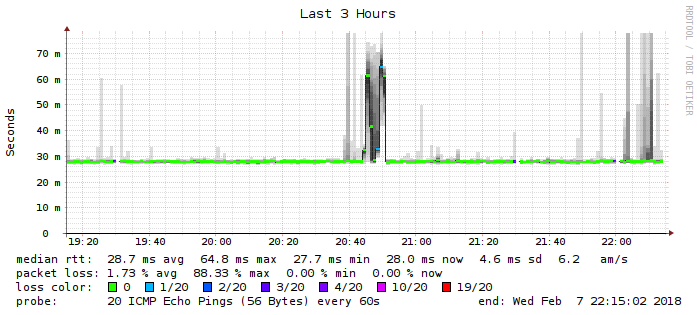 Last 3 Hours
RRDTOOL / TOBI OETIKER
Seconds
70 m
60 m
50 m
40 m
30 m
20 m
10 m
0
19:20 19:40 20:00 20:20 20:40 21:00 21:20 21:40 22:00
median rtt: 28.7 ms avg 64.8 ms max 27.7 ms min 28.0 ms now 4.6 ms sd 6.2 am/s
packet loss: 1.73 % avg 88.33 % max 0.00 % min 0.00 % now
loss color: 0 1/20 2/20 3/20 4/20 10/20 19/20
probe: 20 ICMP Echo Pings (56 Bytes) every 60s end: Wed Feb 7 22:15:02 2018